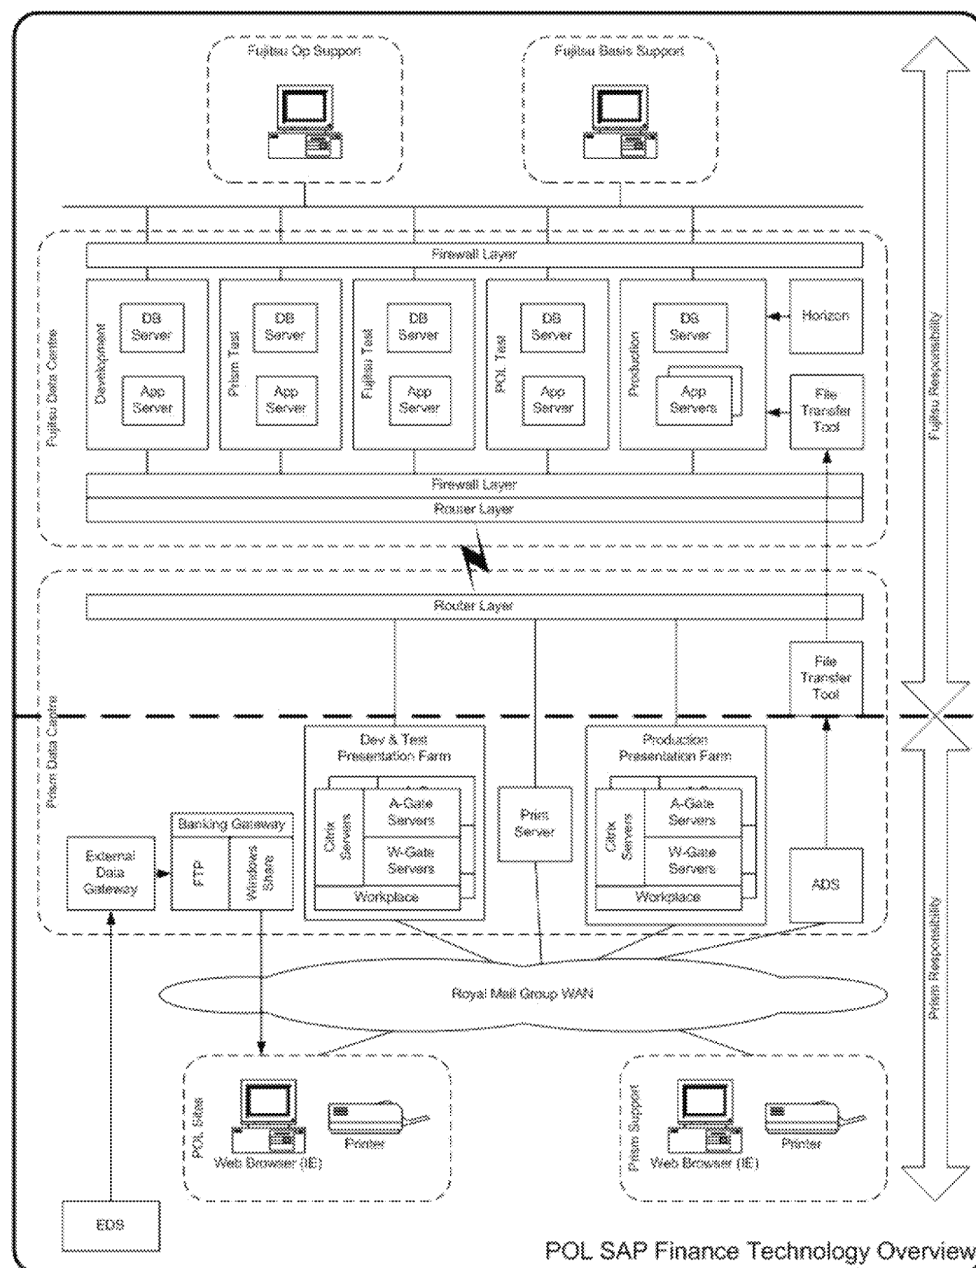 Fujitsu Op Support
Fujitsu Basis Support
Fujitsu Responsibility
Fujitsu Data Centre
Firewall Layer
Development
DB
Server
App
Server
Prism Test
DB
Server
App
Server
Fujitsu Test
DB
Server
App
Server
POL Test
DB
Server
App
Server
Production
DB
Server
App
Servers
Horizon
File
Transfer
Tool
Firewall Layer
Router Layer
Prism Data Centre
Router Layer
File
Transfer
Tool
Dev & Test
Presentation Farm
Citrix
Servers
A-Gate
Servers
W-Gate
Servers
Workplace
Print
Server
Production
Presentation Farm
Citrix
Servers
A-Gate
Servers
W-Gate
Servers
Workplace
ADS
External
Data
Gateway
Banking Gateway
FTP
Windows
Share
Prism Responsibility
Royal Mail Group WAN
POL Sites
Web Browser (IE)
Printer
Prism Support
Web Browser (IE)
Printer
EDS
POL SAP Finance Technology Overview